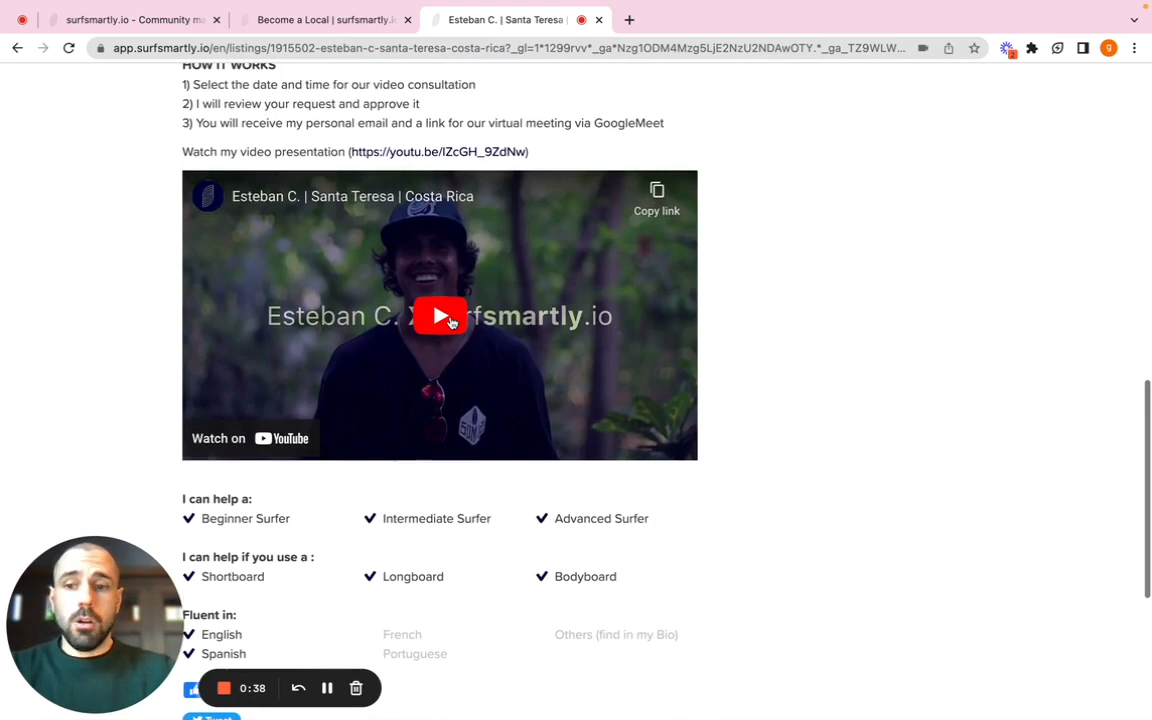 surfsmartly.io - Community ma
Become a Local | surfsmartly.io
Esteban C. | Santa Teresa
app.surfsmartly.io/en/listings/1915502-esteban-c-santa-teresa-costa-rica?_gl=1*1299rvv*_ga*Nzg1ODM4Mzg5LjE2NzU2NDAwOTY.*_ga_TZ9WLW...
2
g
HOW IT WORKS
1) Select the date and time for our video consultation
2) I will review your request and approve it
3) You will receive my personal email and a link for our virtual meeting via GoogleMeet
Watch my video presentation (https://youtu.be/lZcGH_9ZdNw)
Esteban C. | Santa Teresa | Costa Rica
Copy link
Esteban C. X surfsmartly.io
Watch on YouTube
I can help a:
Beginner Surfer Intermediate Surfer Advanced Surfer
I can help if you use a :
Shortboard Longboard Bodyboard
Fluent in:
English French Others (find in my Bio)
Spanish Portuguese
0:38
Tweet